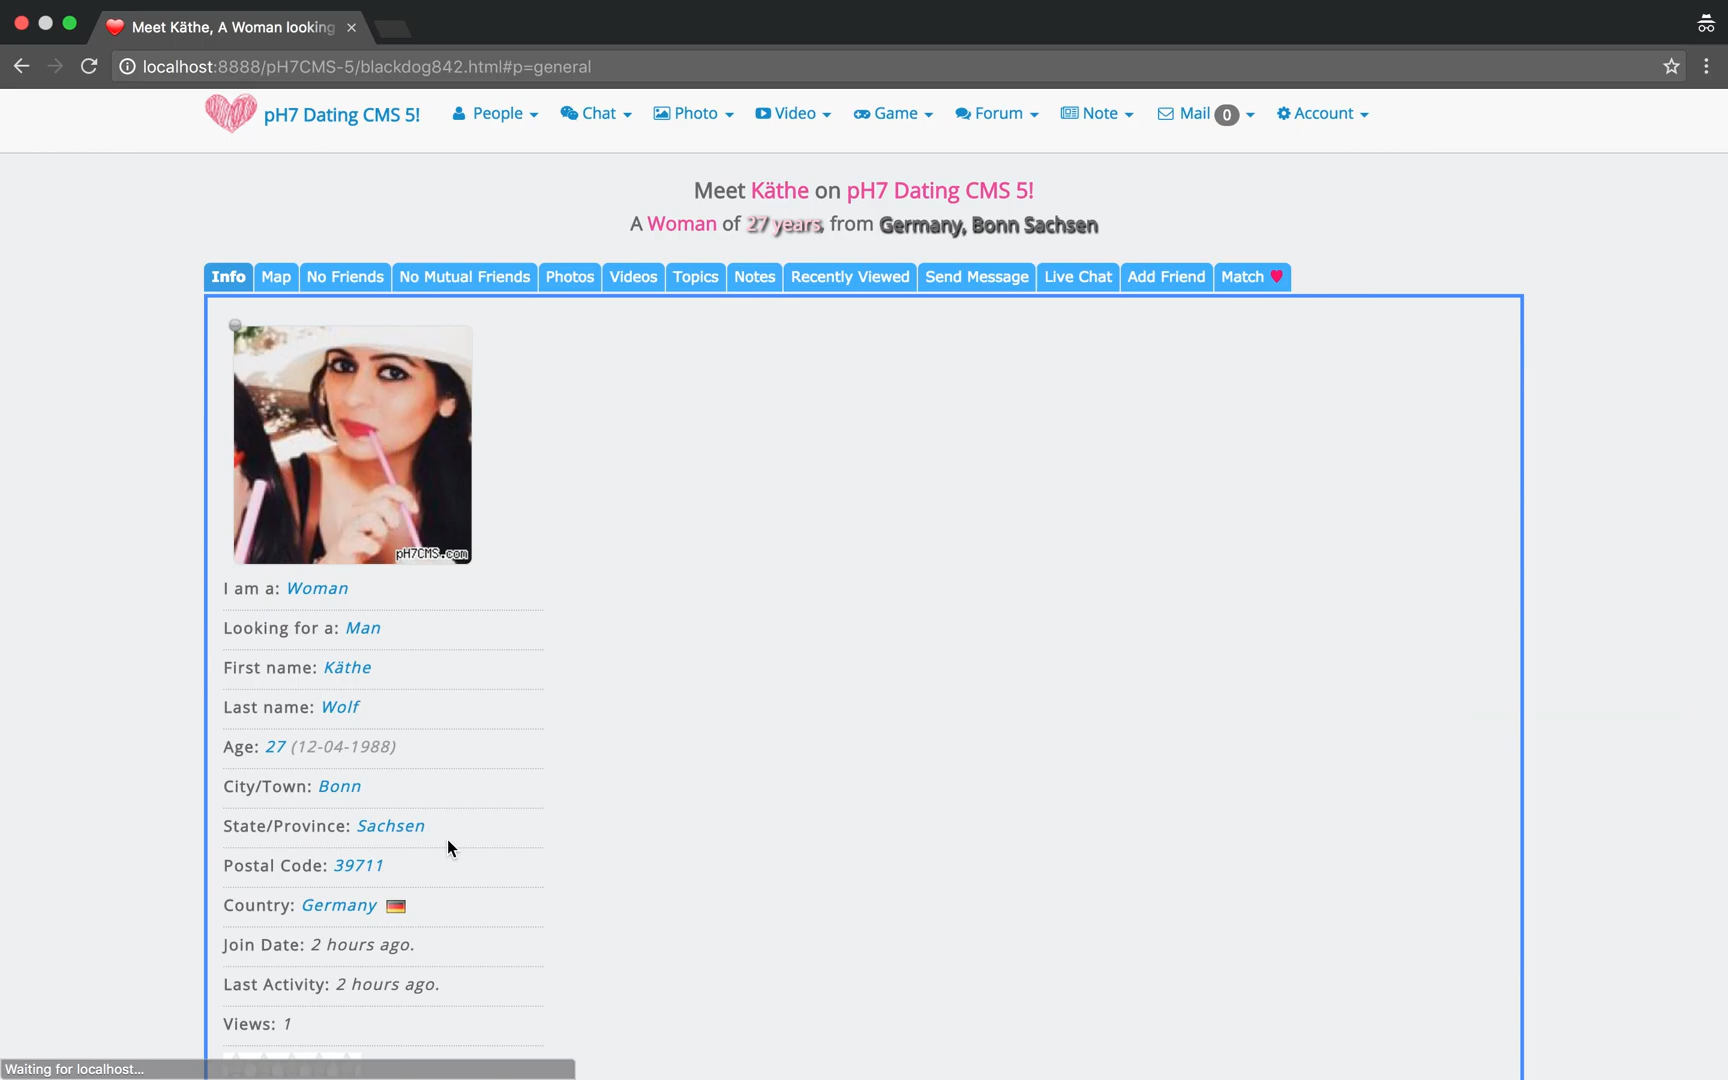 Meet Käthe, A Woman looking
localhost:8888/pH7CMS-5/blackdog842.html#p=general
pH7 Dating CMS 5! People Chat Photo Video Game Forum Note Mail 0 Account
Meet Käthe on pH7 Dating CMS 5!
A Woman of 27 years, from Germany, Bonn Sachsen
Info Map No Friends No Mutual Friends Photos Videos Topics Notes Recently Viewed Send Message Live Chat Add Friend Match
pH7CMS.com
I am a: Woman
Looking for a: Man
First name: Käthe
Last name: Wolf
Age: 27 (12-04-1988)
City/Town: Bonn
State/Province: Sachsen
Postal Code: 39711
Country: Germany
Join Date: 2 hours ago.
Last Activity: 2 hours ago.
Views: 1
Waiting for localhost...